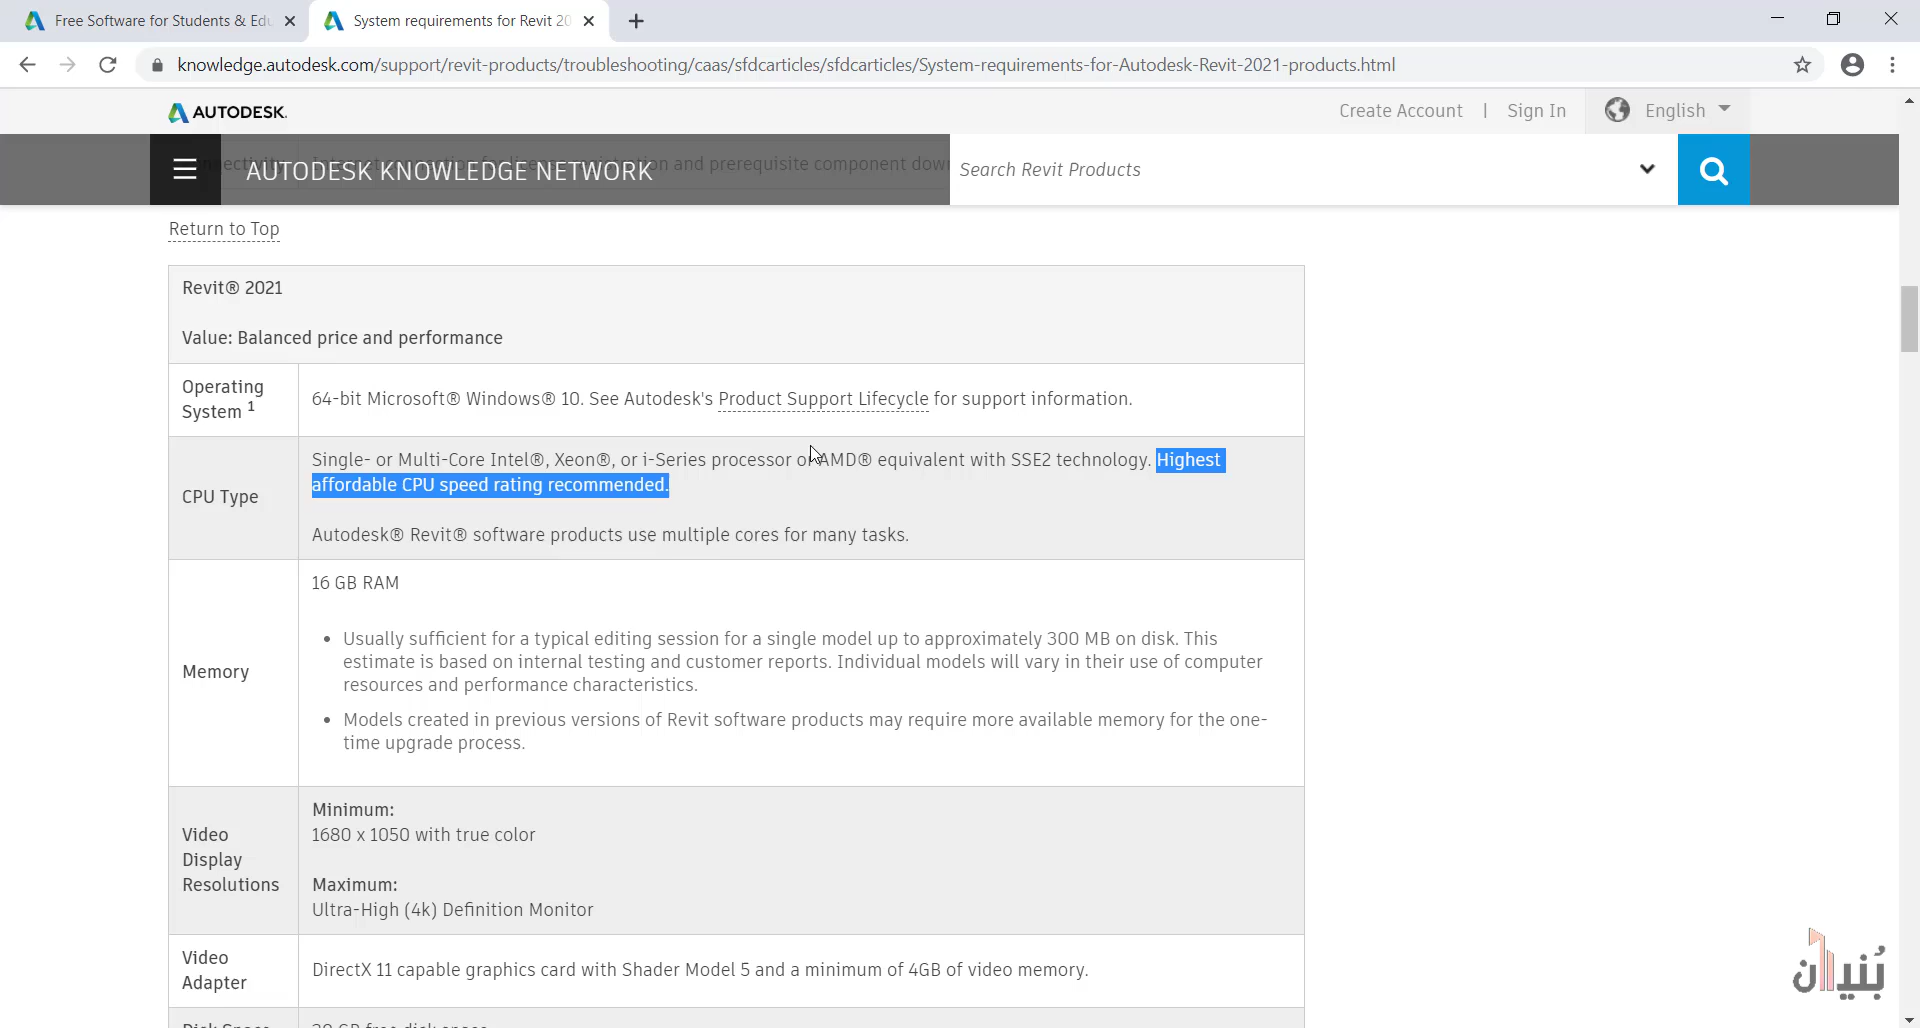 Free Software for Students & Edu
System requirements for Revit 20
knowledge.autodesk.com/support/revit-products/troubleshooting/caas/sfdcarticles/sfdcarticles/System-requirements-for-Autodesk-Revit-2021-products.html
AUTODESK.
Create Account | Sign In
English
AUTODESK KNOWLEDGE NETWORK
and prerequisite component down
Search Revit Products
Return to Top
Revit® 2021
Value: Balanced price and performance
Operating
System 1
64-bit Microsoft® Windows® 10. See Autodesk's Product Support Lifecycle for support information.
CPU Type
Single- or Multi-Core Intel®, Xeon®, or i-Series processor or AMD® equivalent with SSE2 technology. Highest
affordable CPU speed rating recommended.
Autodesk® Revit® software products use multiple cores for many tasks.
Memory
16 GB RAM
• Usually sufficient for a typical editing session for a single model up to approximately 300 MB on disk. This
estimate is based on internal testing and customer reports. Individual models will vary in their use of computer
resources and performance characteristics.
• Models created in previous versions of Revit software products may require more available memory for the one-
time upgrade process.
Video
Display
Resolutions
Minimum:
1680 x 1050 with true color
Maximum:
Ultra-High (4k) Definition Monitor
Video
Adapter
DirectX 11 capable graphics card with Shader Model 5 and a minimum of 4GB of video memory.
بُنيان